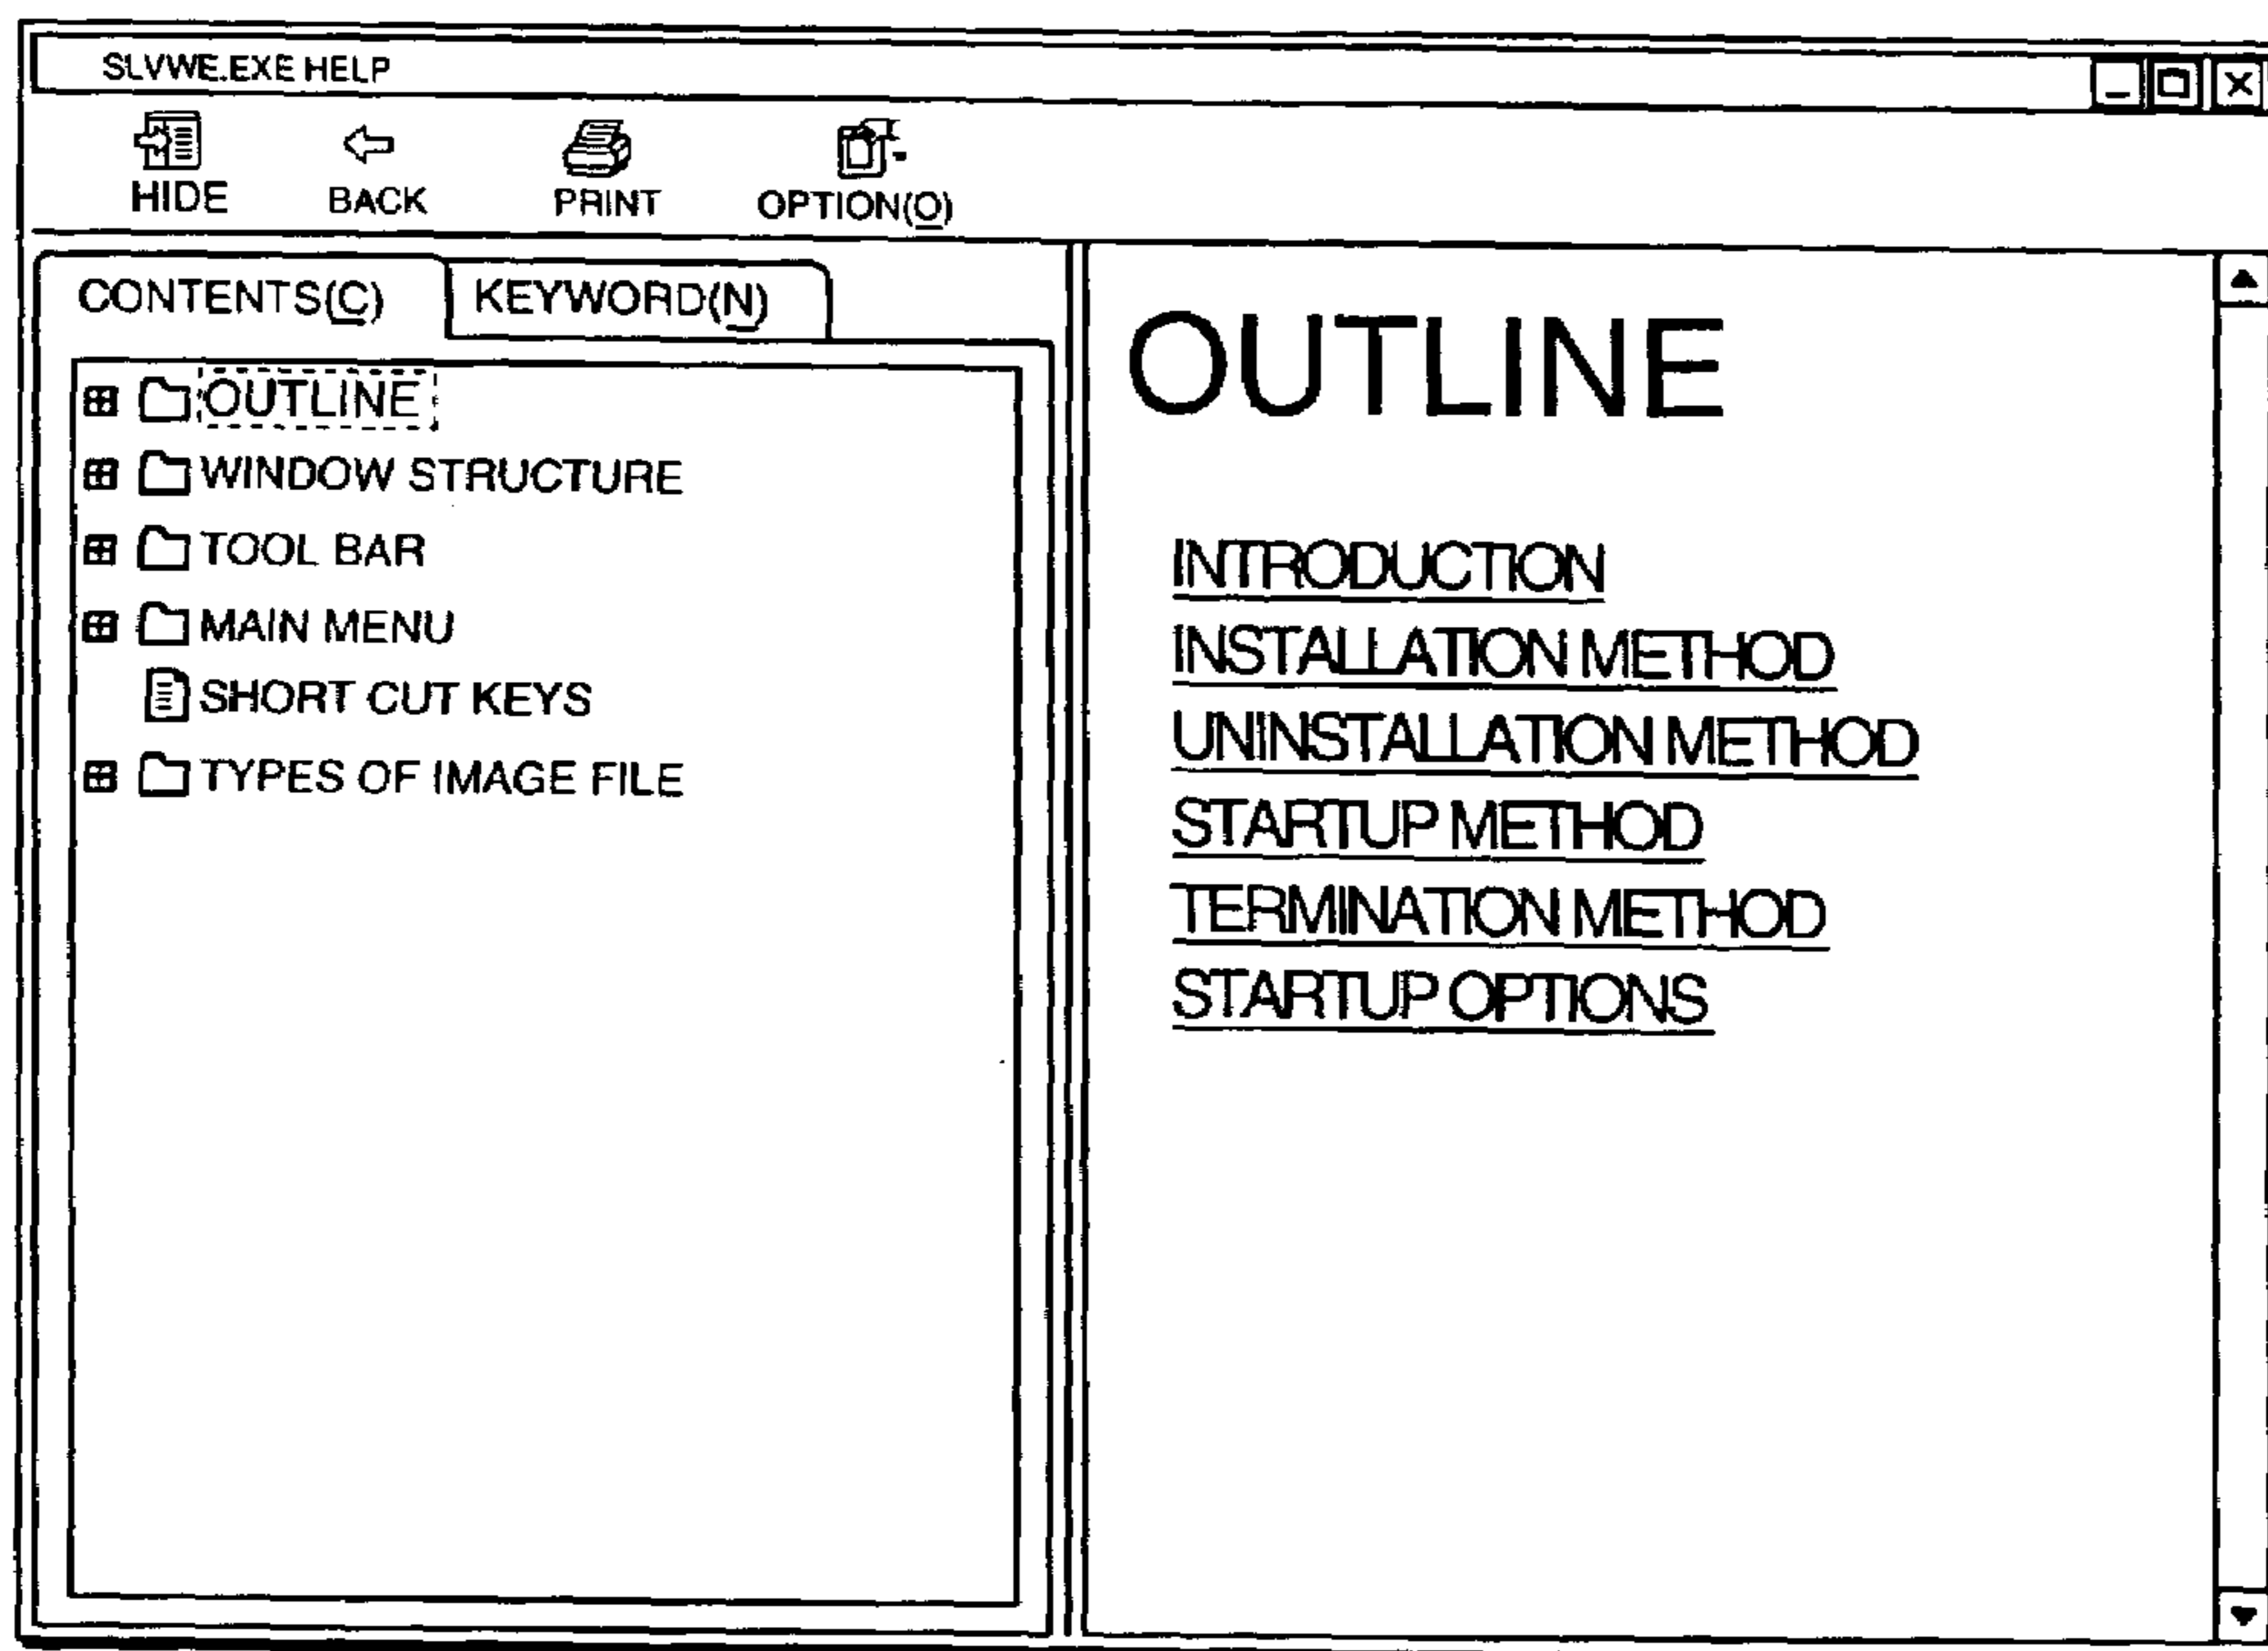 SLVWE.EXE HELP
HIDE BACK PRINT OPTION(O)
CONTENTS(C) KEYWORD(N)
OUTLINE
WINDOW STRUCTURE
TOOL BAR
MAIN MENU
SHORT CUT KEYS
TYPES OF IMAGE FILE
OUTLINE
INTRODUCTION
INSTALLATION METHOD
UNINSTALLATION METHOD
STARTUP METHOD
TERMINATION METHOD
STARTUP OPTIONS